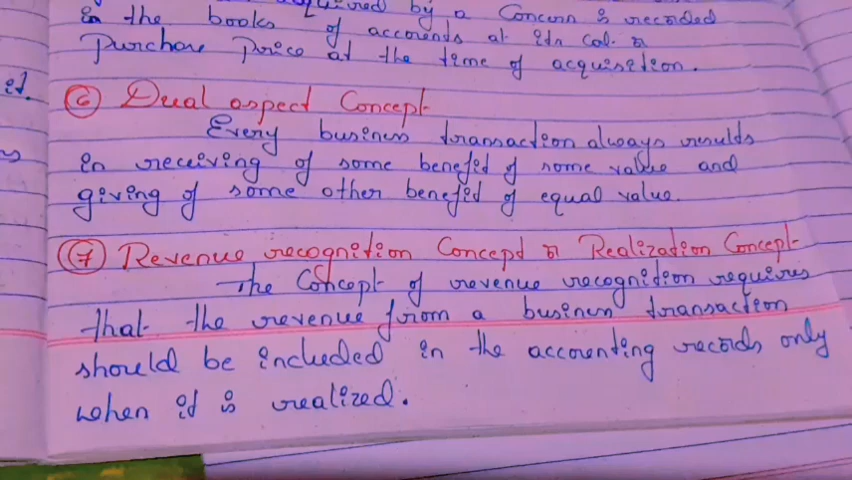 acquired by a Concern is recorded
in the books of accounts at its
Purchase Price at the time of acquisition.
it.
⑥ Dual aspect Concept
Every business transaction always results
in receiving of some benefit of some value and
giving of some other benefit of equal value.
⑦ Revenue recognition Concept or Realization Concept
The Concept of revenue recognition requires
that the revenue from a business transaction
should be included in the accounting records only
when it is realized.